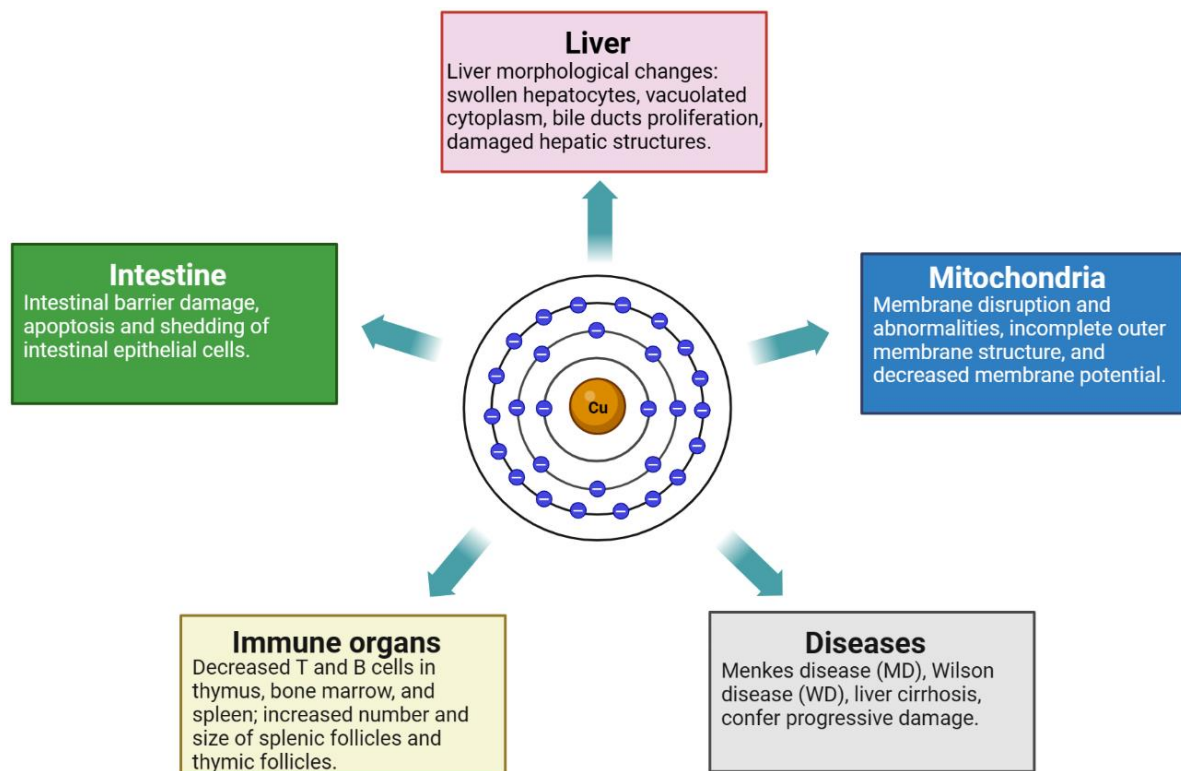 Liver
Liver morphological changes:
swollen hepatocytes, vacuolated
cytoplasm, bile ducts proliferation,
damaged hepatic structures.
Intestine
Intestinal barrier damage,
apoptosis and shedding of
intestinal epithelial cells.
Mitochondria
Membrane disruption and
abnormalities, incomplete outer
membrane structure, and
decreased membrane potential.
Cu
Immune organs
Decreased T and B cells in
thymus, bone marrow, and
spleen; increased number and
size of splenic follicles and
thymic follicles.
Diseases
Menkes disease (MD), Wilson
disease (WD), liver cirrhosis,
confer progressive damage.